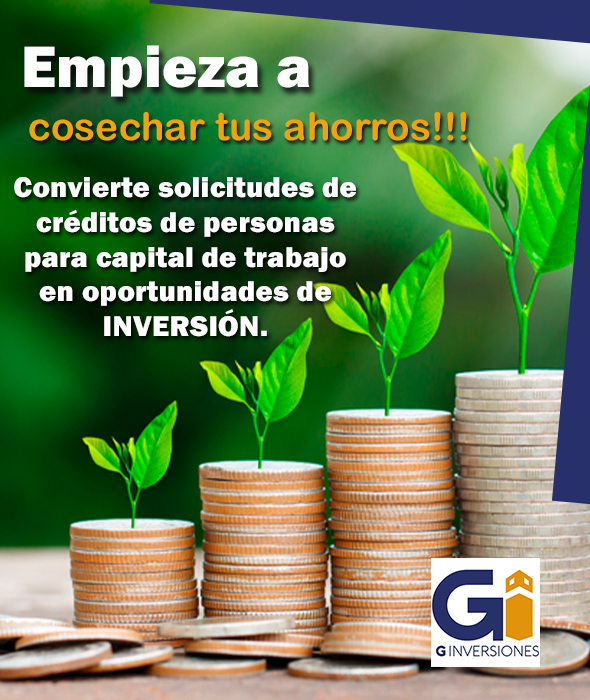 Empieza a
cosechar tus ahorros!!!
Convierte solicitudes de
créditos de personas
para capital de trabajo
en oportunidades de
INVERSIÓN.
Gi
G INVERSIONES